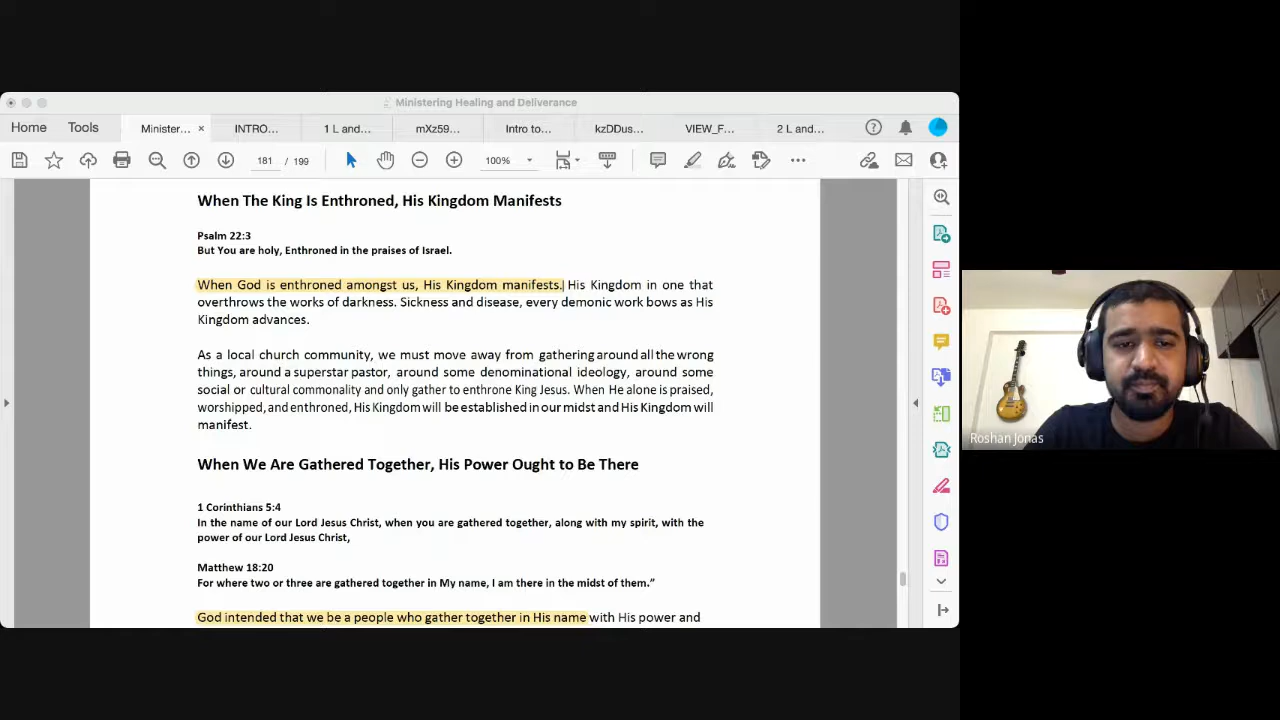 Ministering Healing and Deliverance
Home Tools Minister... × INTRO... 1 L and... mXz59... Intro to... kzDDus... VIEW_F... 2 L and...
181 / 199 100%
When The King Is Enthroned, His Kingdom Manifests
Psalm 22:3
But You are holy, Enthroned in the praises of Israel.
When God is enthroned amongst us, His Kingdom manifests. His Kingdom in one that
overthrows the works of darkness. Sickness and disease, every demonic work bows as His
Kingdom advances.
As a local church community, we must move away from gathering around all the wrong
things, around a superstar pastor, around some denominational ideology, around some
social or cultural commonality and only gather to enthrone King Jesus. When He alone is praised,
worshipped, and enthroned, His Kingdom will be established in our midst and His Kingdom will
manifest.
When We Are Gathered Together, His Power Ought to Be There
1 Corinthians 5:4
In the name of our Lord Jesus Christ, when you are gathered together, along with my spirit, with the
power of our Lord Jesus Christ,
Matthew 18:20
For where two or three are gathered together in My name, I am there in the midst of them.”
God intended that we be a people who gather together in His name with His power and
Roshan Jonas